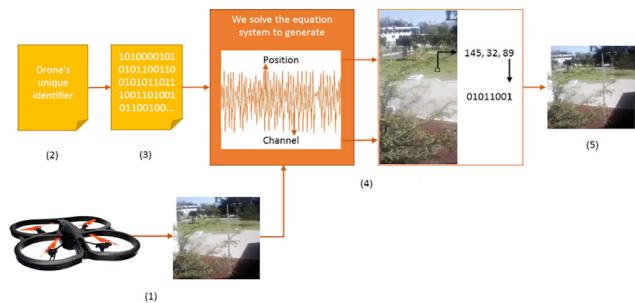 We solve the equation
system to generate
Position
Channel
Drone's
unique
identifier
1010000101
0101100110
0101011011
1001101001
01100100...
145, 32, 89
01011001
(2)
(3)
(4)
(5)
(1)